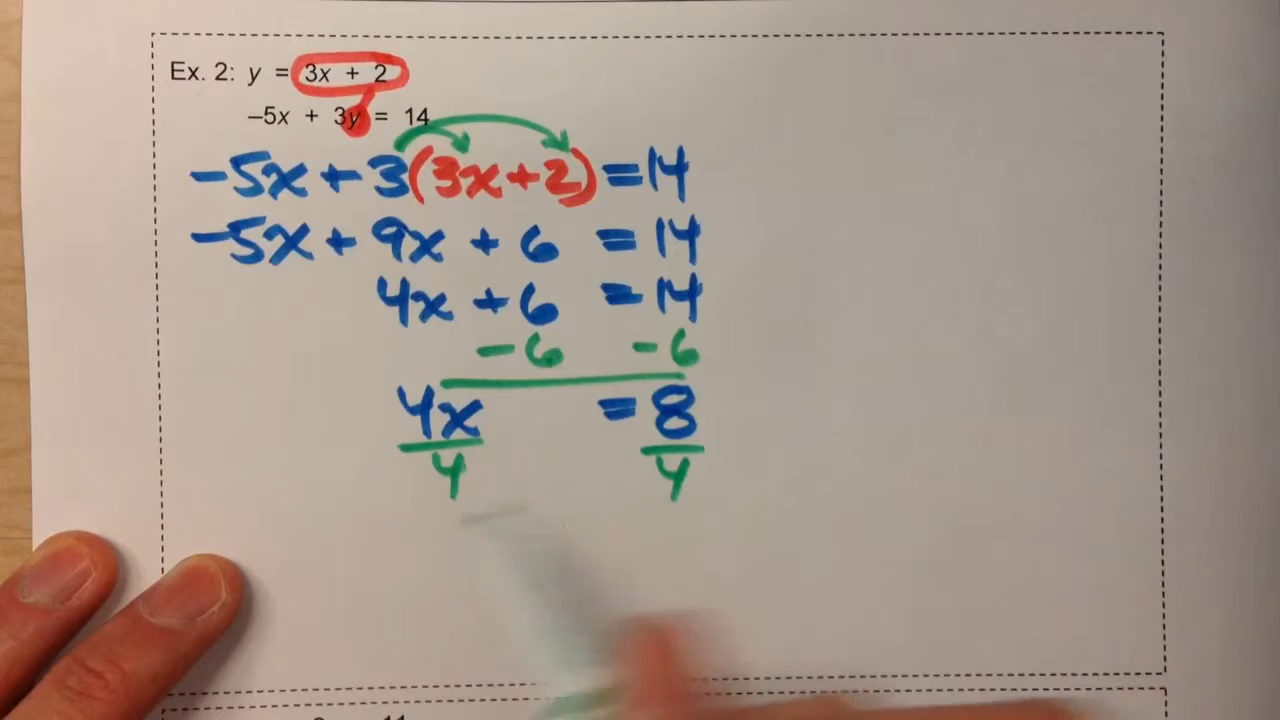 Ex. 2: y = 3x + 2
–5x + 3y = 14
-5x + 3(3x+2) = 14
-5x + 9x + 6 = 14
4x + 6 = 14
-6 -6
4x = 8
4 4